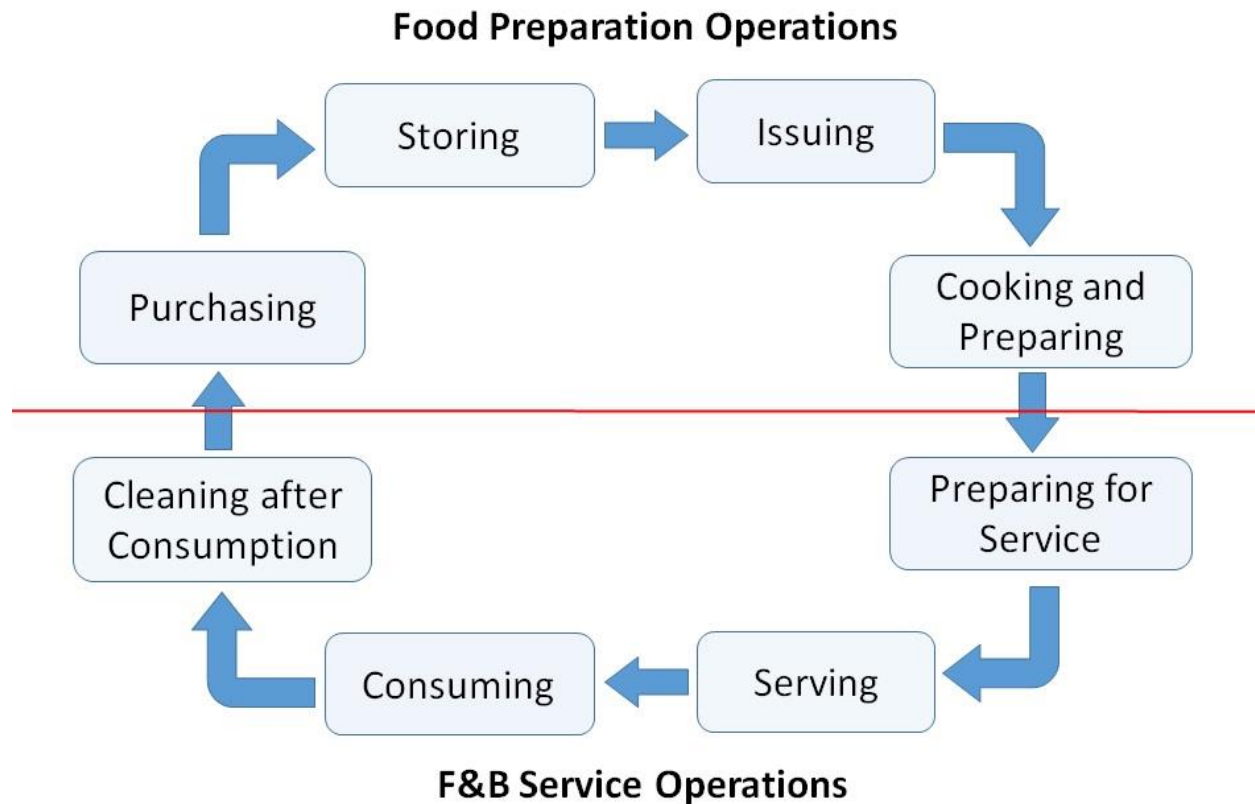 Food Preparation Operations
Storing
Issuing
Purchasing
Cooking and
Preparing
Cleaning after
Consumption
Preparing for
Service
Consuming
Serving
F&B Service Operations